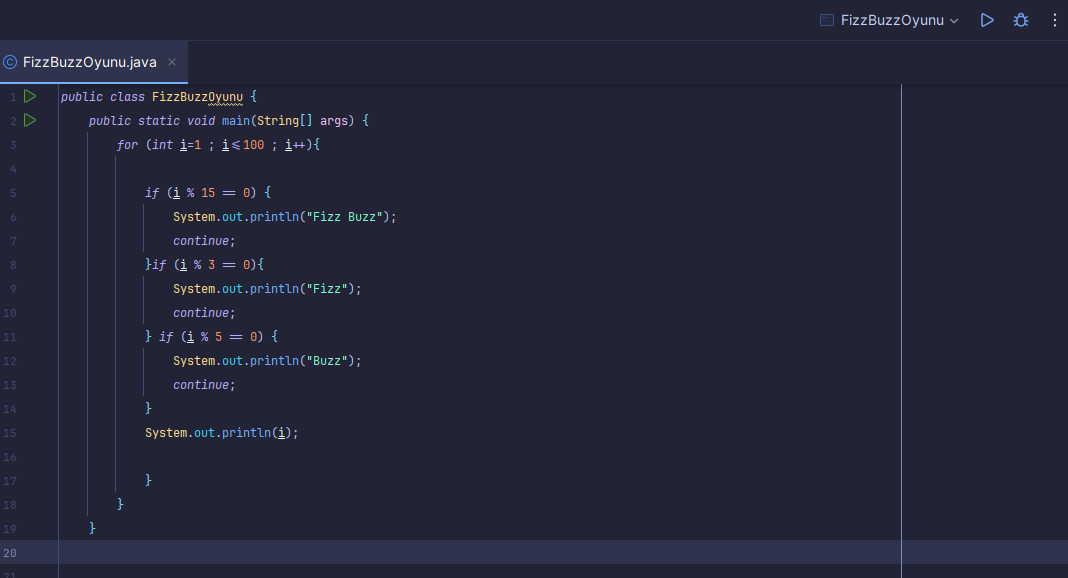 FizzBuzzOyunu
FizzBuzzOyunu.java
1 public class FizzBuzzOyunu {
2 public static void main(String[] args) {
3 for (int i=1 ; i<=100 ; i++){
4
5 if (i % 15 == 0) {
6 System.out.println("Fizz Buzz");
7 continue;
8 }if (i % 3 == 0){
9 System.out.println("Fizz");
10 continue;
11 } if (i % 5 == 0) {
12 System.out.println("Buzz");
13 continue;
14 }
15 System.out.println(i);
16
17 }
18 }
19 }
20
21